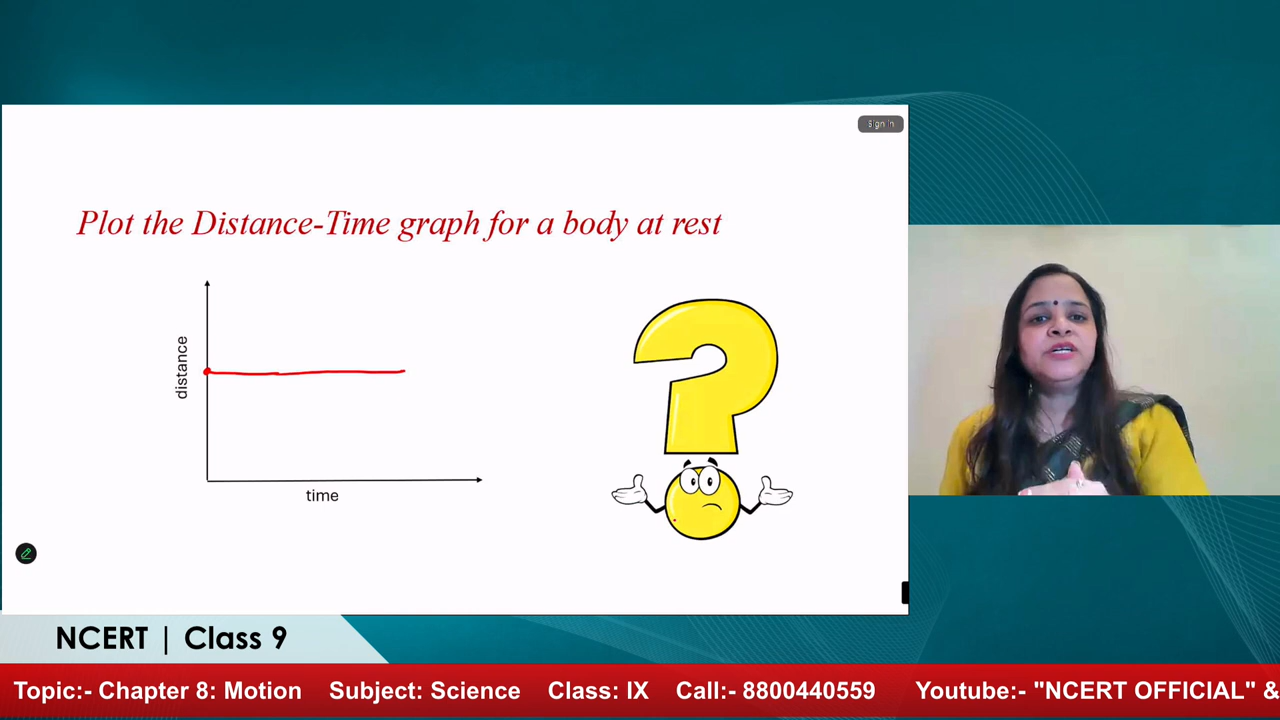 Sign in
Plot the Distance-Time graph for a body at rest
distance
time
NCERT | Class 9
Topic:- Chapter 8: Motion Subject: Science Class: IX Call:- 8800440559 Youtube:- "NCERT OFFICIAL" &